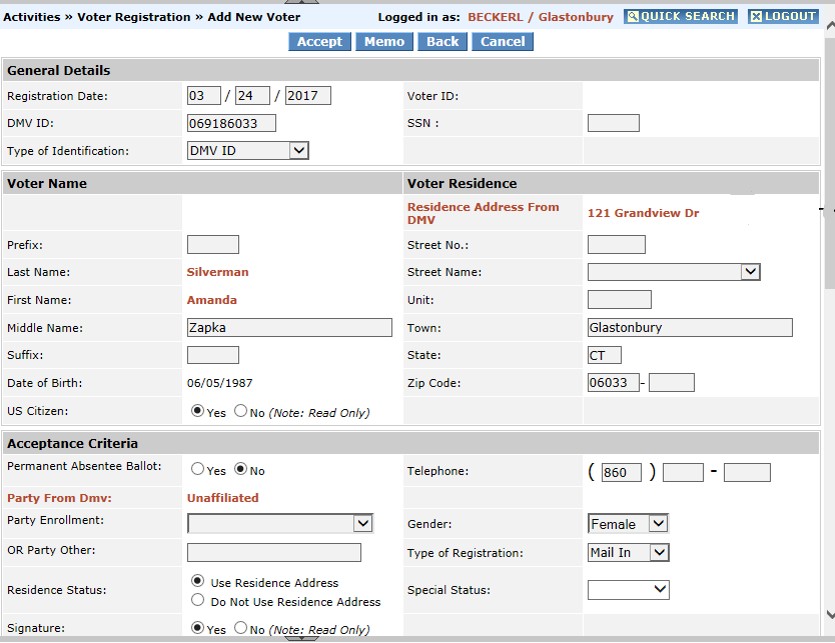 Activities » Voter Registration » Add New Voter Logged in as: BECKERL / Glastonbury QUICK SEARCH LOGOUT
Accept Memo Back Cancel
General Details
Registration Date: 03 / 24 / 2017 Voter ID:
DMV ID: 069186033 SSN :
Type of Identification: DMV ID
Voter Name Voter Residence
Residence Address From
DMV 121 Grandview Dr
Prefix: Street No.:
Last Name: Silverman Street Name:
First Name: Amanda Unit:
Middle Name: Zapka Town: Glastonbury
Suffix: State: CT
Date of Birth: 06/05/1987 Zip Code: 06033 -
US Citizen: Yes No (Note: Read Only)
Acceptance Criteria
Permanent Absentee Ballot: Yes No Telephone: ( 860 ) -
Party From Dmv: Unaffiliated
Party Enrollment: Gender: Female
OR Party Other: Type of Registration: Mail In
Residence Status: Use Residence Address Special Status:
Do Not Use Residence Address
Signature: Yes No (Note: Read Only)